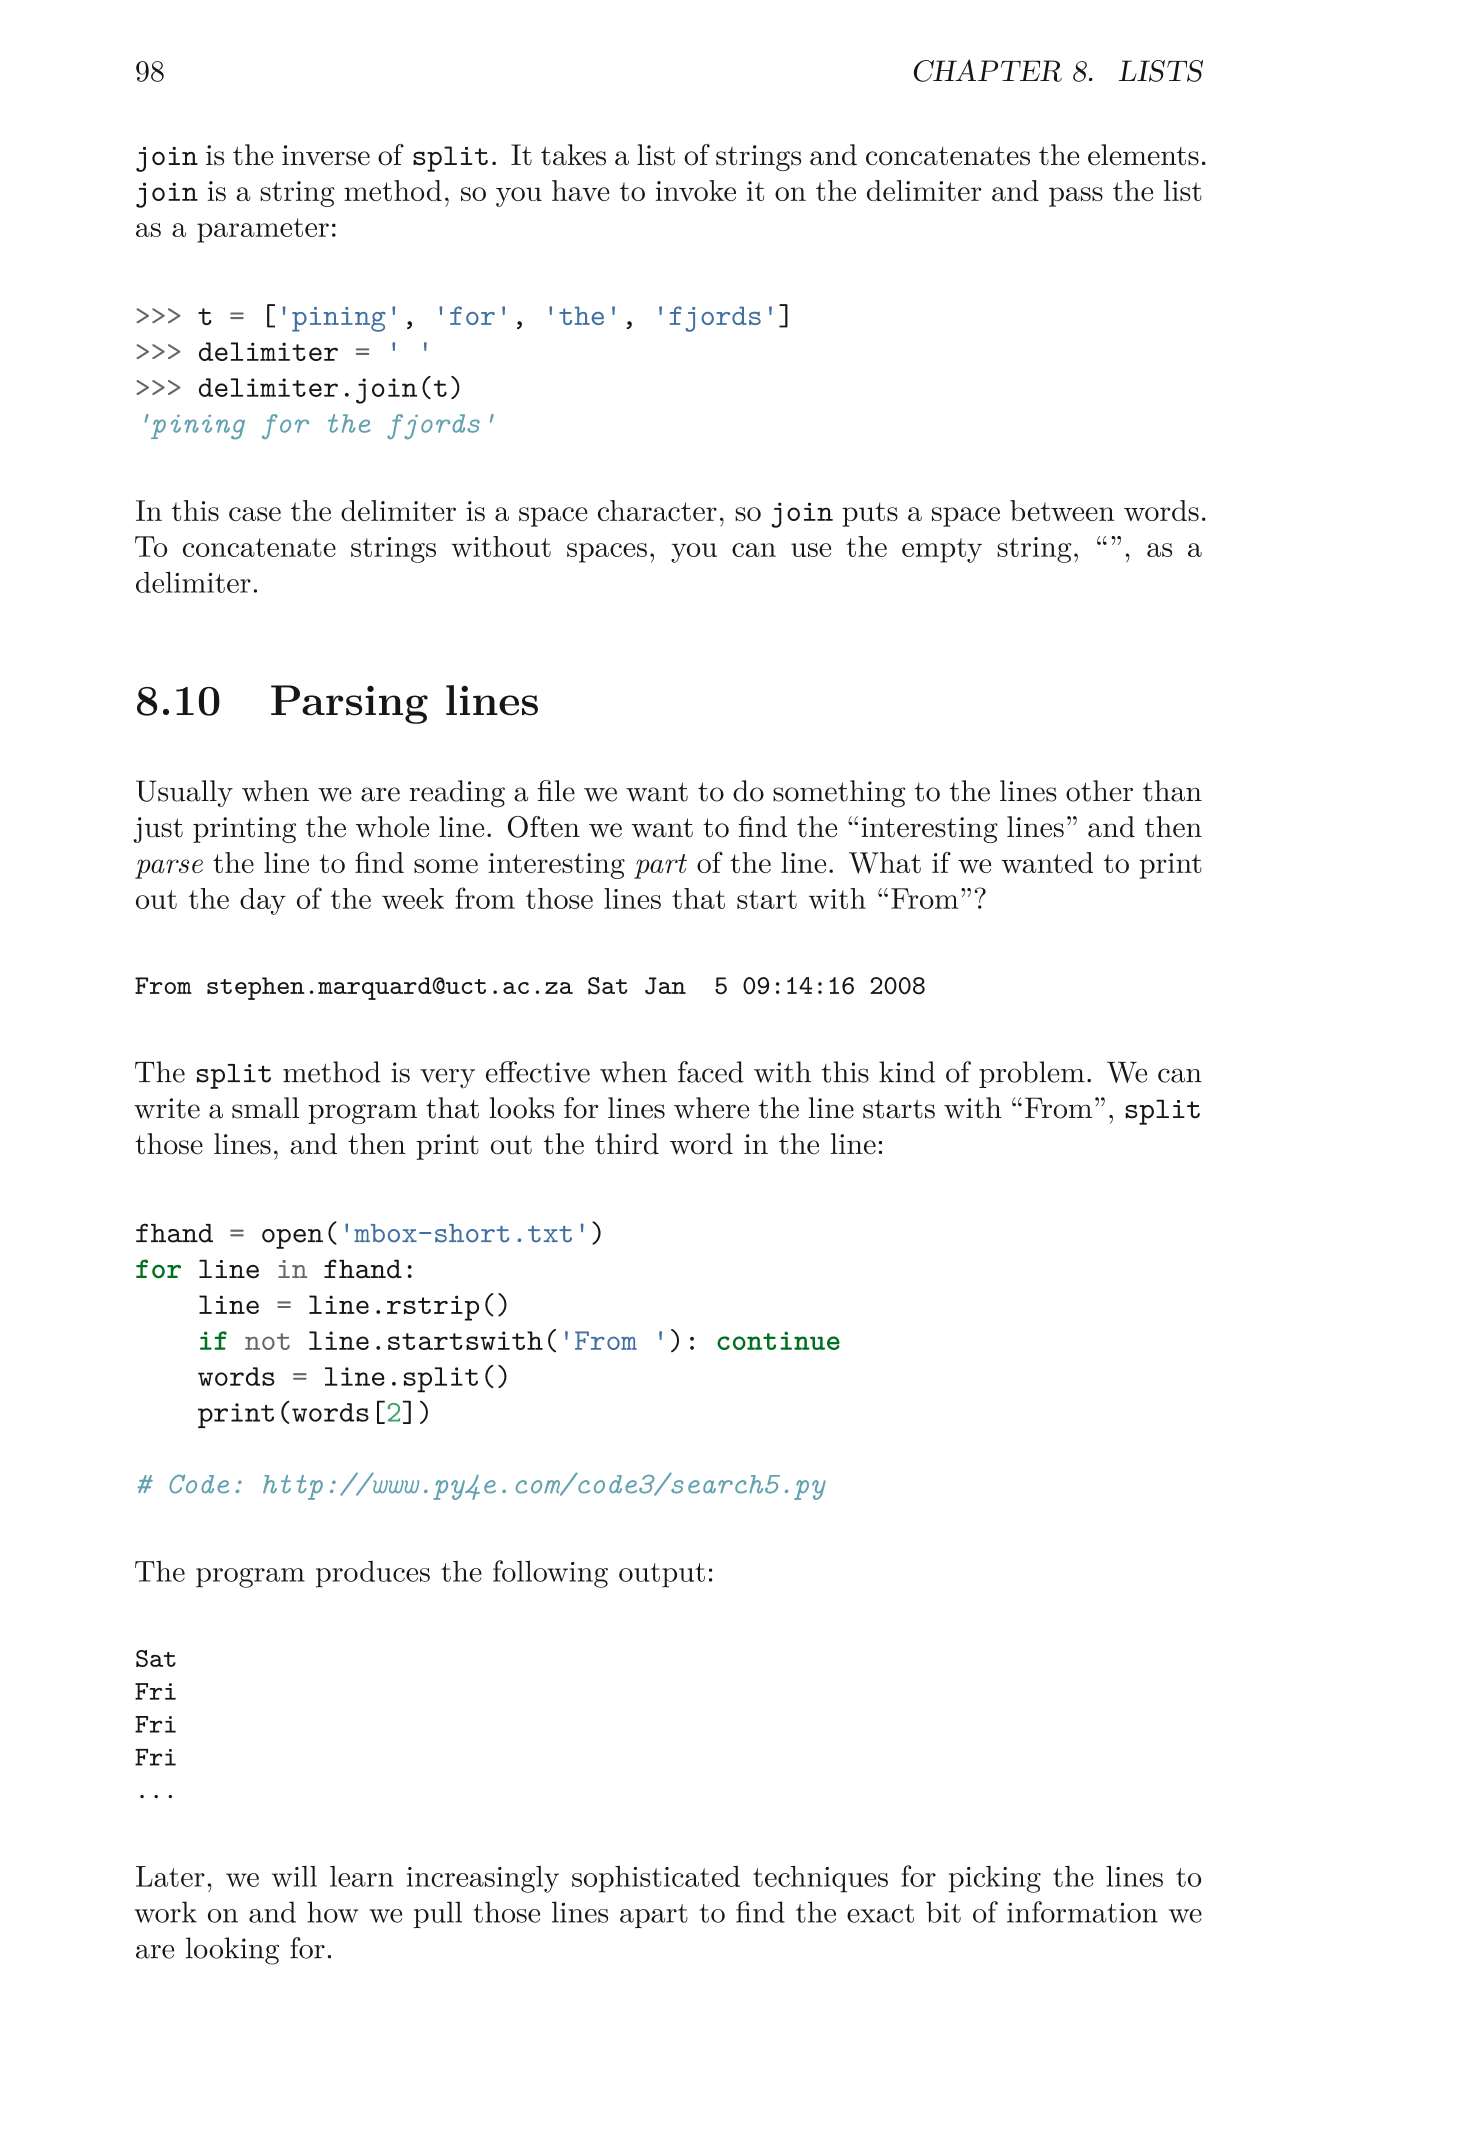 98 CHAPTER 8. LISTS
join is the inverse of split. It takes a list of strings and concatenates the elements.
join is a string method, so you have to invoke it on the delimiter and pass the list
as a parameter:
>>> t = ['pining', 'for', 'the', 'fjords']
>>> delimiter = ' '
>>> delimiter.join(t)
'pining for the fjords'
In this case the delimiter is a space character, so join puts a space between words.
To concatenate strings without spaces, you can use the empty string, “”, as a
delimiter.
8.10 Parsing lines
Usually when we are reading a file we want to do something to the lines other than
just printing the whole line. Often we want to find the “interesting lines” and then
parse the line to find some interesting part of the line. What if we wanted to print
out the day of the week from those lines that start with “From”?
From stephen.marquard@uct.ac.za Sat Jan  5 09:14:16 2008
The split method is very effective when faced with this kind of problem. We can
write a small program that looks for lines where the line starts with “From”, split
those lines, and then print out the third word in the line:
fhand = open('mbox-short.txt')
for line in fhand:
    line = line.rstrip()
    if not line.startswith('From '): continue
    words = line.split()
    print(words[2])
# Code: http://www.py4e.com/code3/search5.py
The program produces the following output:
Sat
Fri
Fri
Fri
...
Later, we will learn increasingly sophisticated techniques for picking the lines to
work on and how we pull those lines apart to find the exact bit of information we
are looking for.